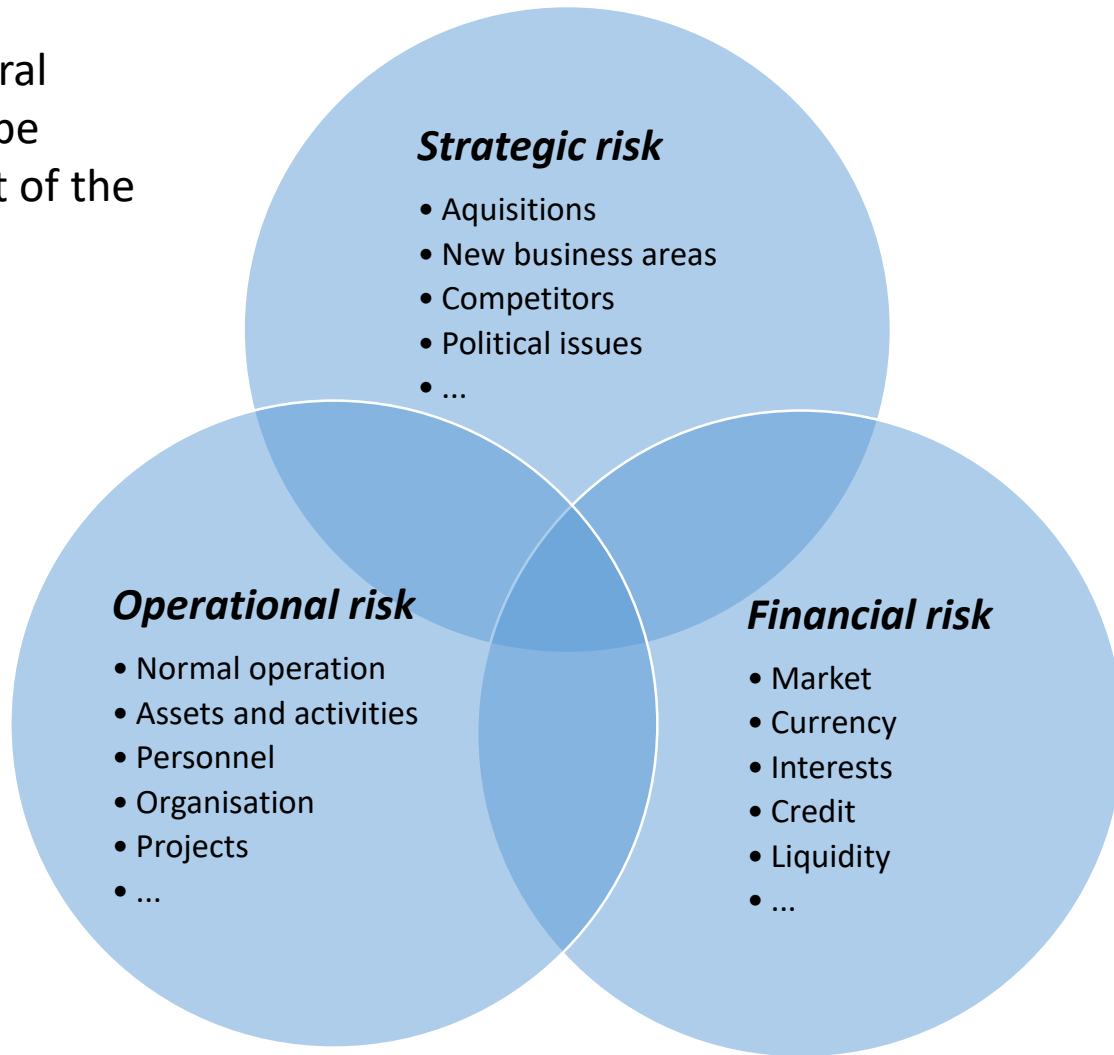 ral
be
t of the
Strategic risk
• Aquisitions
• New business areas
• Competitors
• Political issues
• ...
Operational risk
• Normal operation
• Assets and activities
• Personnel
• Organisation
• Projects
• ...
Financial risk
• Market
• Currency
• Interests
• Credit
• Liquidity
• ...